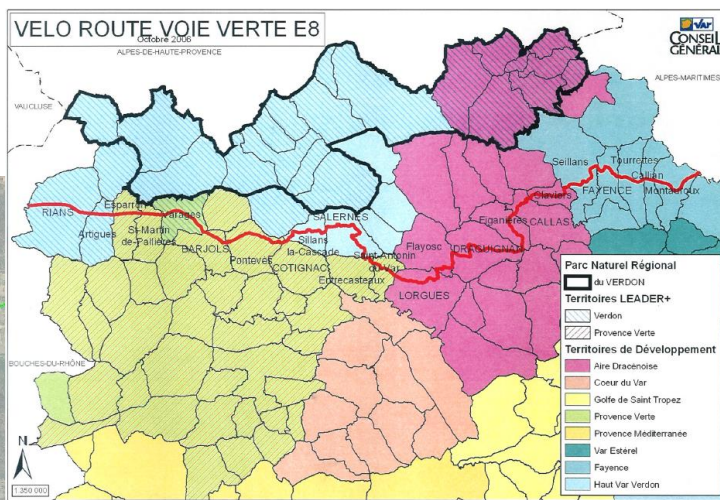 VELO ROUTE VOIE VERTE E8
Octobre 2006
VAR
CONSEIL
GÉNÉRAL
ALPES-DE-HAUTE-PROVENCE
ALPES-MARITIMES
VAUCLUSE
Seillans
Tourrettes
Callian
FAYENCE
Montauroux
Claviers
Esparron
RIANS
Varages
SALERNES
Figanières
CALLAS
Artigues
St-Martin
de-Pallières
BARJOLS
Sillans
la-Cascade
Flayosc
DRAGUIGNAN
Pontevès
COTIGNAC
Saint-Antonin
du-Var
Entrecasteaux
LORGUES
BOUCHES-DU-RHÔNE
Parc Naturel Régional
du VERDON
Territoires LEADER+
Verdon
Provence Verte
Territoires de Développement
Aire Dracénoise
Coeur du Var
Golfe de Saint Tropez
Provence Verte
Provence Méditerranée
Var Estérel
Fayence
Haut Var Verdon
N
1:350 000